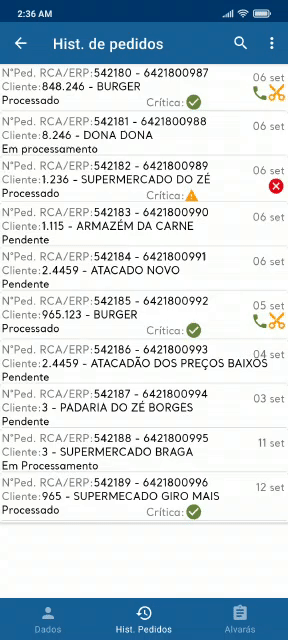 2:36 AM
Hist. de pedidos
N°Ped. RCA/ERP:542180 - 6421800987
06 set
Cliente:848.246 - BURGER
Processado
Crítica:
N°Ped. RCA/ERP:542181 - 6421800988
06 set
Cliente:8.246 - DONA DONA
Em processamento
N°Ped. RCA/ERP:542182 - 6421800989
06 set
Cliente:1.236 - SUPERMERCADO DO ZÉ
Processado
Crítica:
N°Ped. RCA/ERP:542183 - 6421800990
06 set
Cliente:1.115 - ARMAZÉM DA CARNE
Pendente
N°Ped. RCA/ERP:542184 - 6421800991
06 set
Cliente:2.4459 - ATACADO NOVO
Pendente
N°Ped. RCA/ERP:542185 - 6421800992
05 set
Cliente:965.123 - BURGER
Processado
Crítica:
N°Ped. RCA/ERP:542186 - 6421800993
04 set
Cliente:2.4459 - ATACADÃO DOS PREÇOS BAIXOS
Pendente
N°Ped. RCA/ERP:542187 - 6421800994
03 set
Cliente:3 - PADARIA DO ZÉ BORGES
Pendente
N°Ped. RCA/ERP:542188 - 6421800995
11 set
Cliente:3 - SUPERMERCADO BRAGA
Em Processamento
N°Ped. RCA/ERP:542189 - 6421800996
12 set
Cliente:965 - SUPERMECADO GIRO MAIS
Processado
Crítica:
Dados
Hist. Pedidos
Alvarás